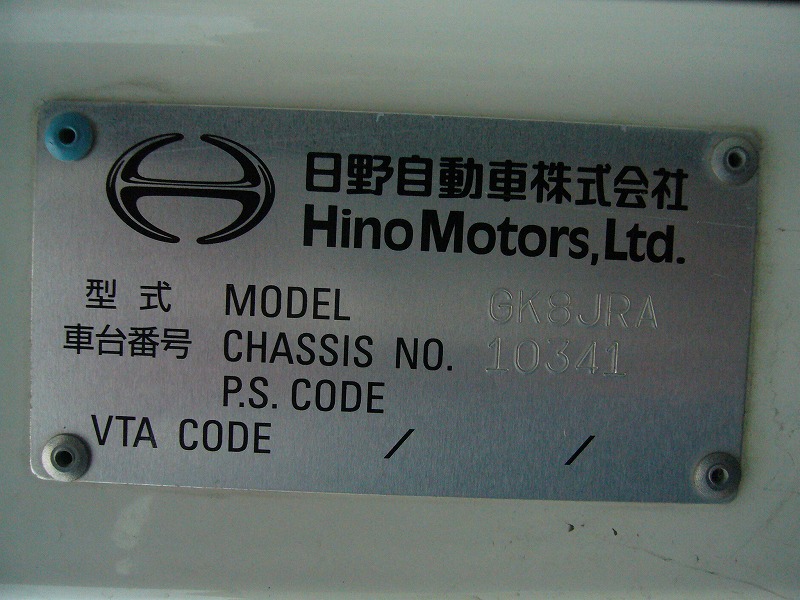 日野自動車株式会社
Hino Motors, Ltd.
型式 MODEL GK8JRA
車台番号 CHASSIS NO. 10341
P.S. CODE
VTA CODE / /